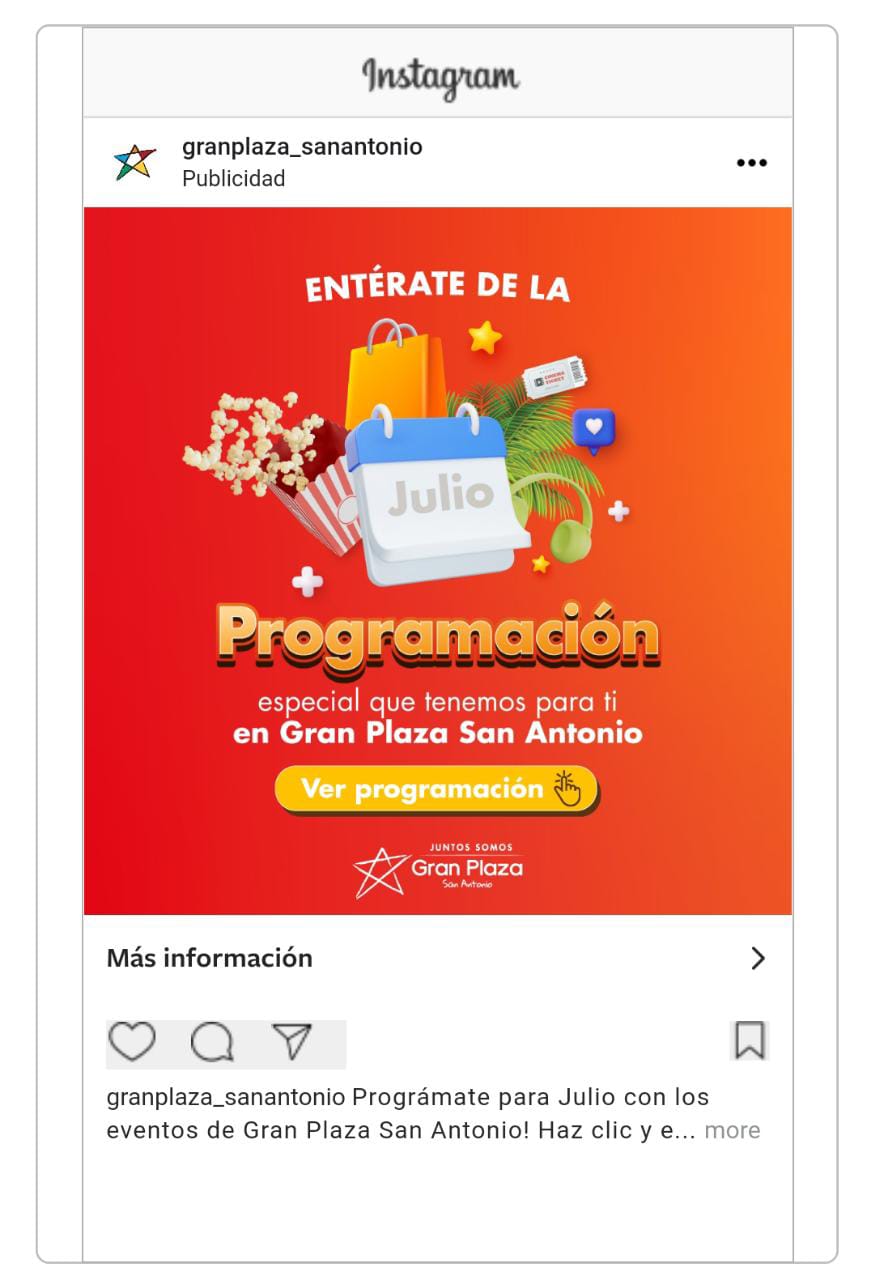 Instagram
granplaza_sanantonio
Publicidad
ENTÉRATE DE LA
CINEMA
TICKET
Julio
Programación
especial que tenemos para ti
en Gran Plaza San Antonio
Ver programación
JUNTOS SOMOS
Gran Plaza
San Antonio
Más información
granplaza_sanantonio Prográmate para Julio con los
eventos de Gran Plaza San Antonio! Haz clic y e... more